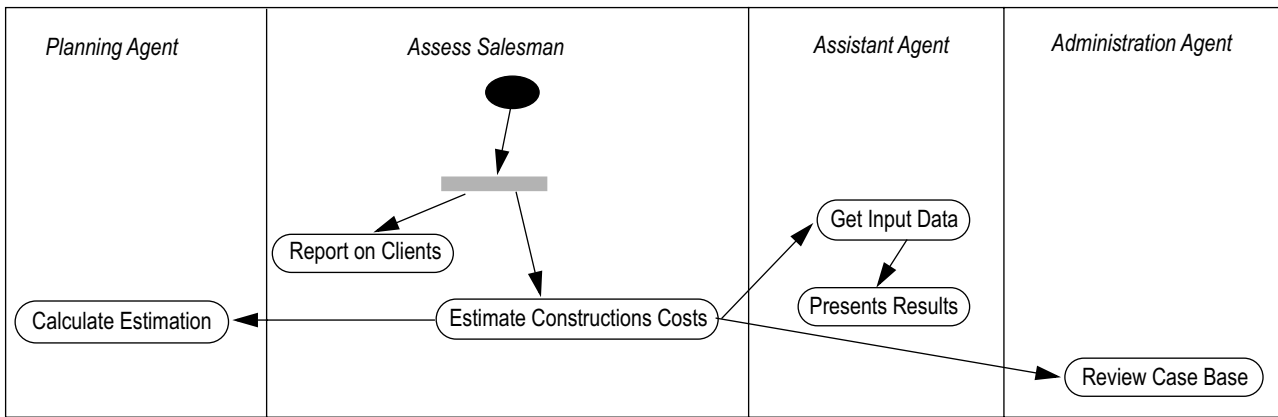 Planning Agent
Assess Salesman
Assistant Agent
Administration Agent
Get Input Data
Report on Clients
Presents Results
Calculate Estimation
Estimate Constructions Costs
Review Case Base